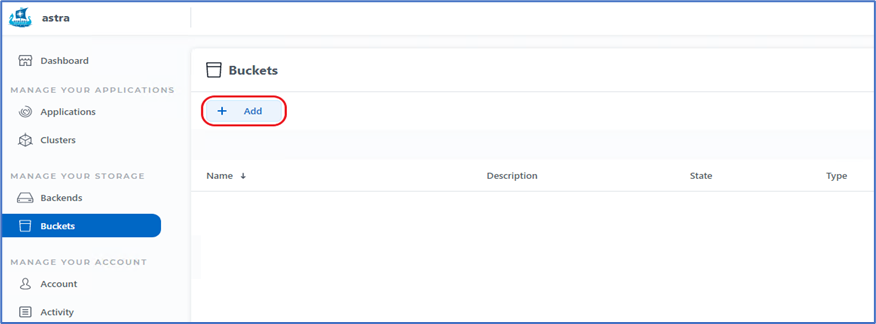 astra
Dashboard
MANAGE YOUR APPLICATIONS
Applications
Clusters
MANAGE YOUR STORAGE
Backends
Buckets
MANAGE YOUR ACCOUNT
Account
Activity
Buckets
+ Add
Name ↓ Description State Type